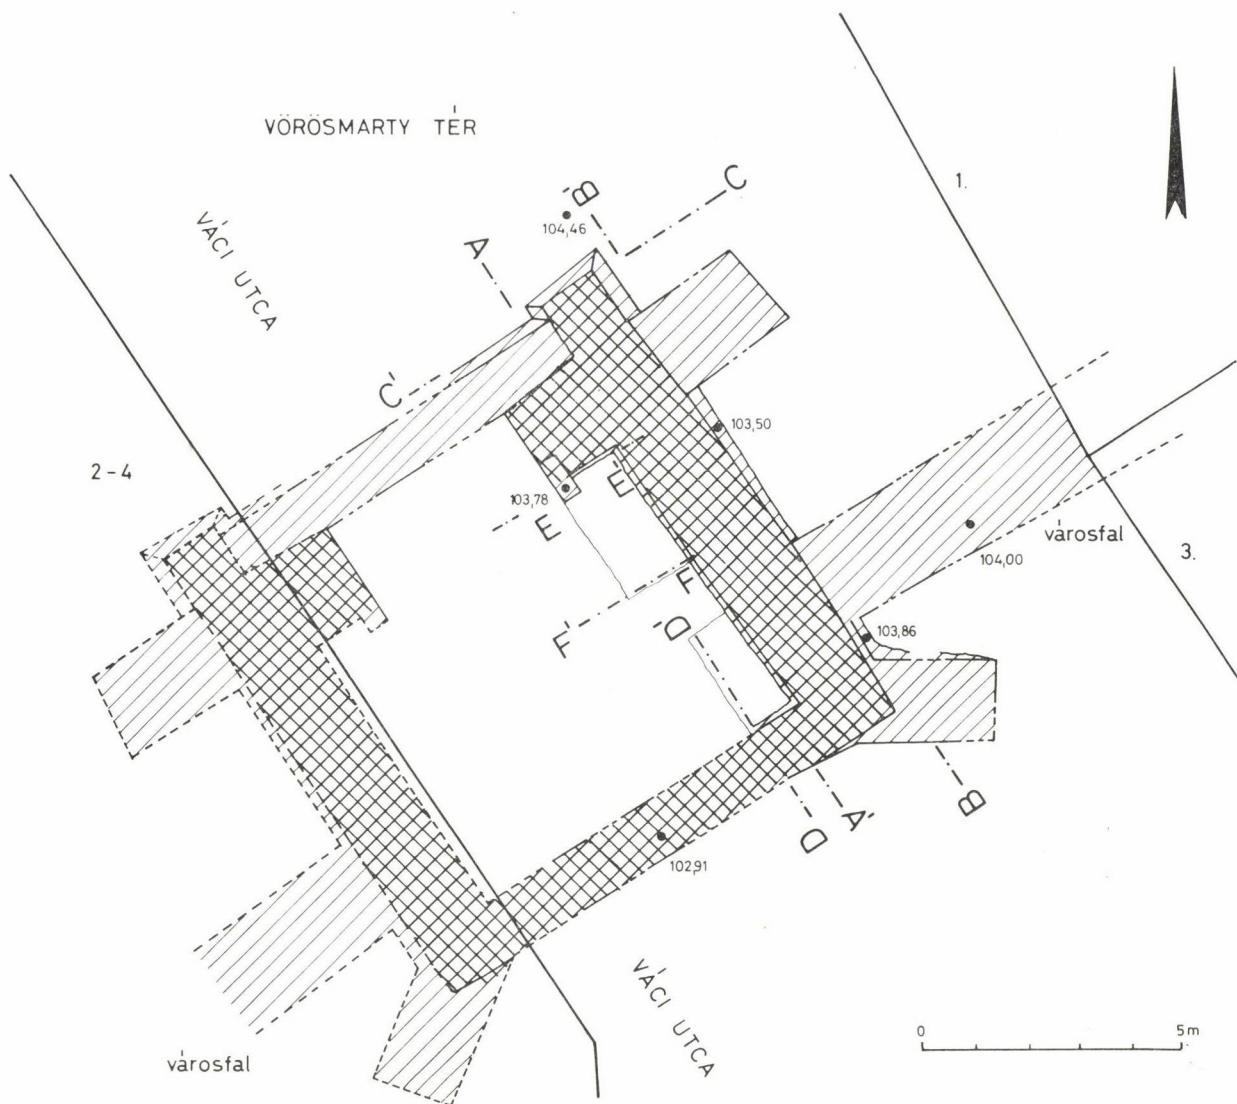 VÖRÖSMARTY TÉR
1.
C
B'
104,46
A
VÁCI UTCA
C'
103,50
2-4
E'
103,78
E
városfal
104,00
3.
F
F'
D'
103,86
B
A'
D
102,91
VÁCI UTCA
0 5m
városfal